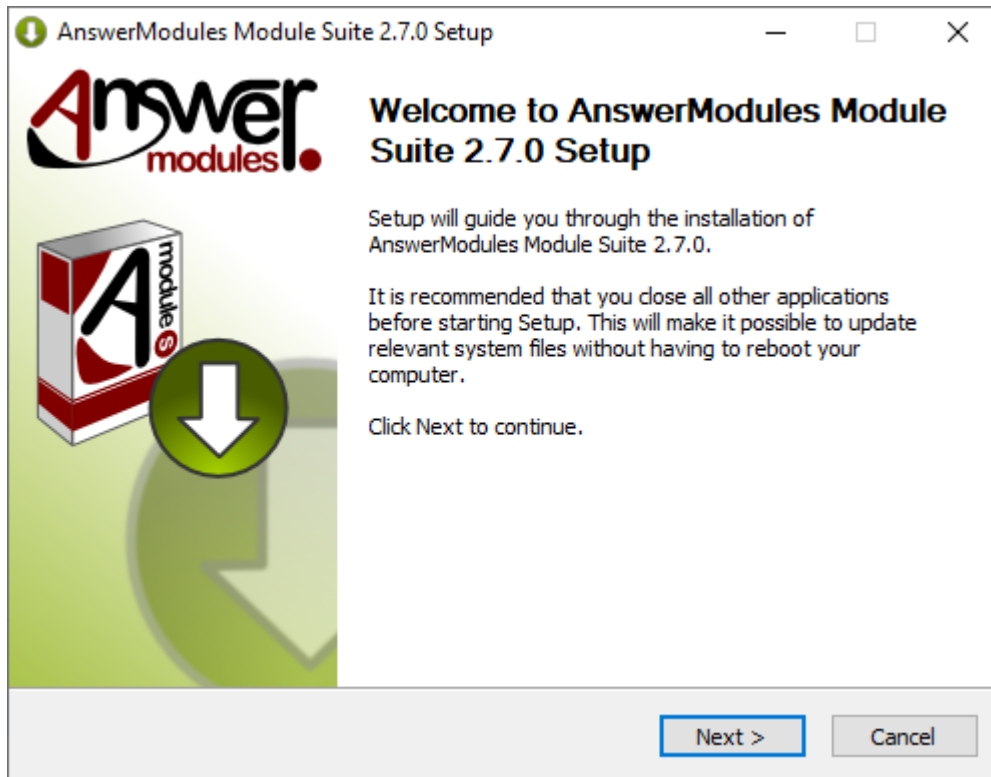 AnswerModules Module Suite 2.7.0 Setup
Answer
modules
Welcome to AnswerModules Module
Suite 2.7.0 Setup
Setup will guide you through the installation of
AnswerModules Module Suite 2.7.0.
It is recommended that you close all other applications
before starting Setup. This will make it possible to update
relevant system files without having to reboot your
computer.
Click Next to continue.
A
modules
Next >
Cancel